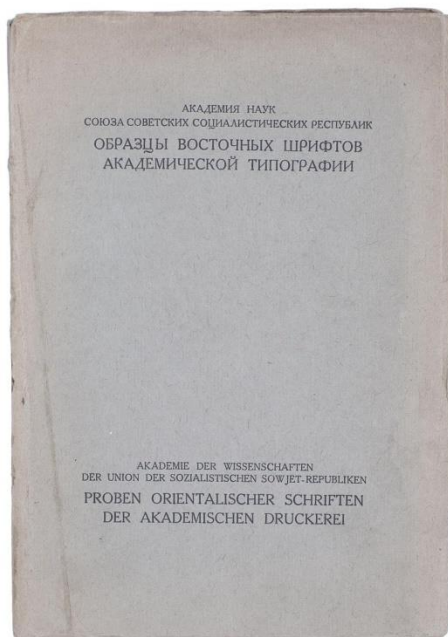 АКАДЕМИЯ НАУК
СОЮЗА СОВЕТСКИХ СОЦИАЛИСТИЧЕСКИХ РЕСПУБЛИК
ОБРАЗЦЫ ВОСТОЧНЫХ ШРИФТОВ
АКАДЕМИЧЕСКОЙ ТИПОГРАФИИ
AKADEMIE DER WISSENSCHAFTEN
DER UNION DER SOZIALISTISCHEN SOWJET-REPUBLIKEN
PROBEN ORIENTALISCHER SCHRIFTEN
DER AKADEMISCHEN DRUCKEREI